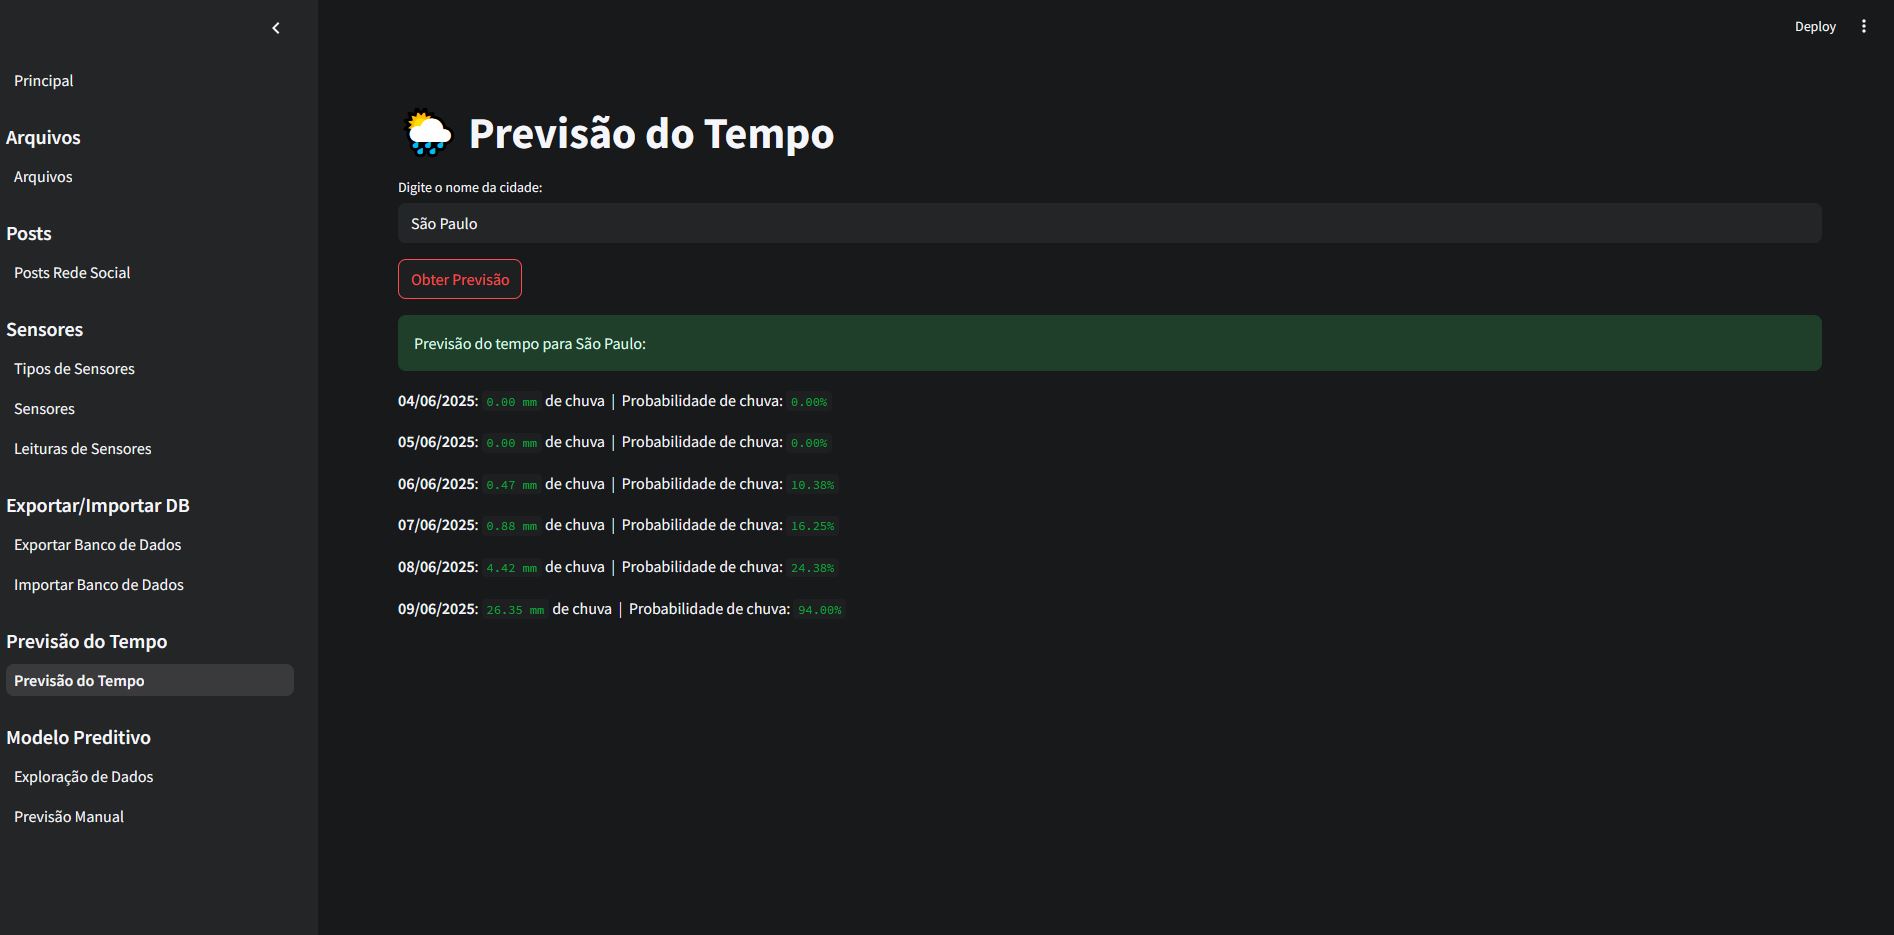 Principal
Arquivos
Arquivos
Posts
Posts Rede Social
Sensores
Tipos de Sensores
Sensores
Leituras de Sensores
Exportar/Importar DB
Exportar Banco de Dados
Importar Banco de Dados
Previsão do Tempo
Previsão do Tempo
Modelo Preditivo
Exploração de Dados
Previsão Manual
Deploy
Previsão do Tempo
Digite o nome da cidade:
São Paulo
Obter Previsão
Previsão do tempo para São Paulo:
04/06/2025: 0.00 mm de chuva | Probabilidade de chuva: 0.00%
05/06/2025: 0.00 mm de chuva | Probabilidade de chuva: 0.00%
06/06/2025: 0.47 mm de chuva | Probabilidade de chuva: 10.38%
07/06/2025: 0.88 mm de chuva | Probabilidade de chuva: 16.25%
08/06/2025: 4.42 mm de chuva | Probabilidade de chuva: 24.38%
09/06/2025: 26.35 mm de chuva | Probabilidade de chuva: 94.00%